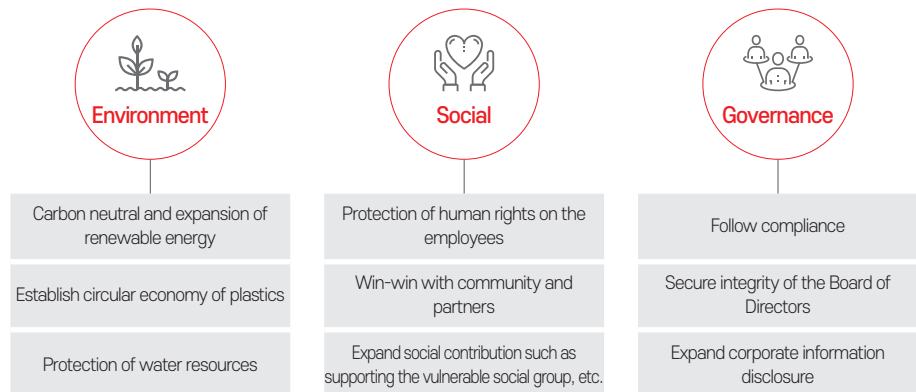 Environment
Carbon neutral and expansion of
renewable energy
Establish circular economy of plastics
Protection of water resources
Social
Protection of human rights on the
employees
Win-win with community and
partners
Expand social contribution such as
supporting the vulnerable social group, etc.
Governance
Follow compliance
Secure integrity of the Board of
Directors
Expand corporate information
disclosure